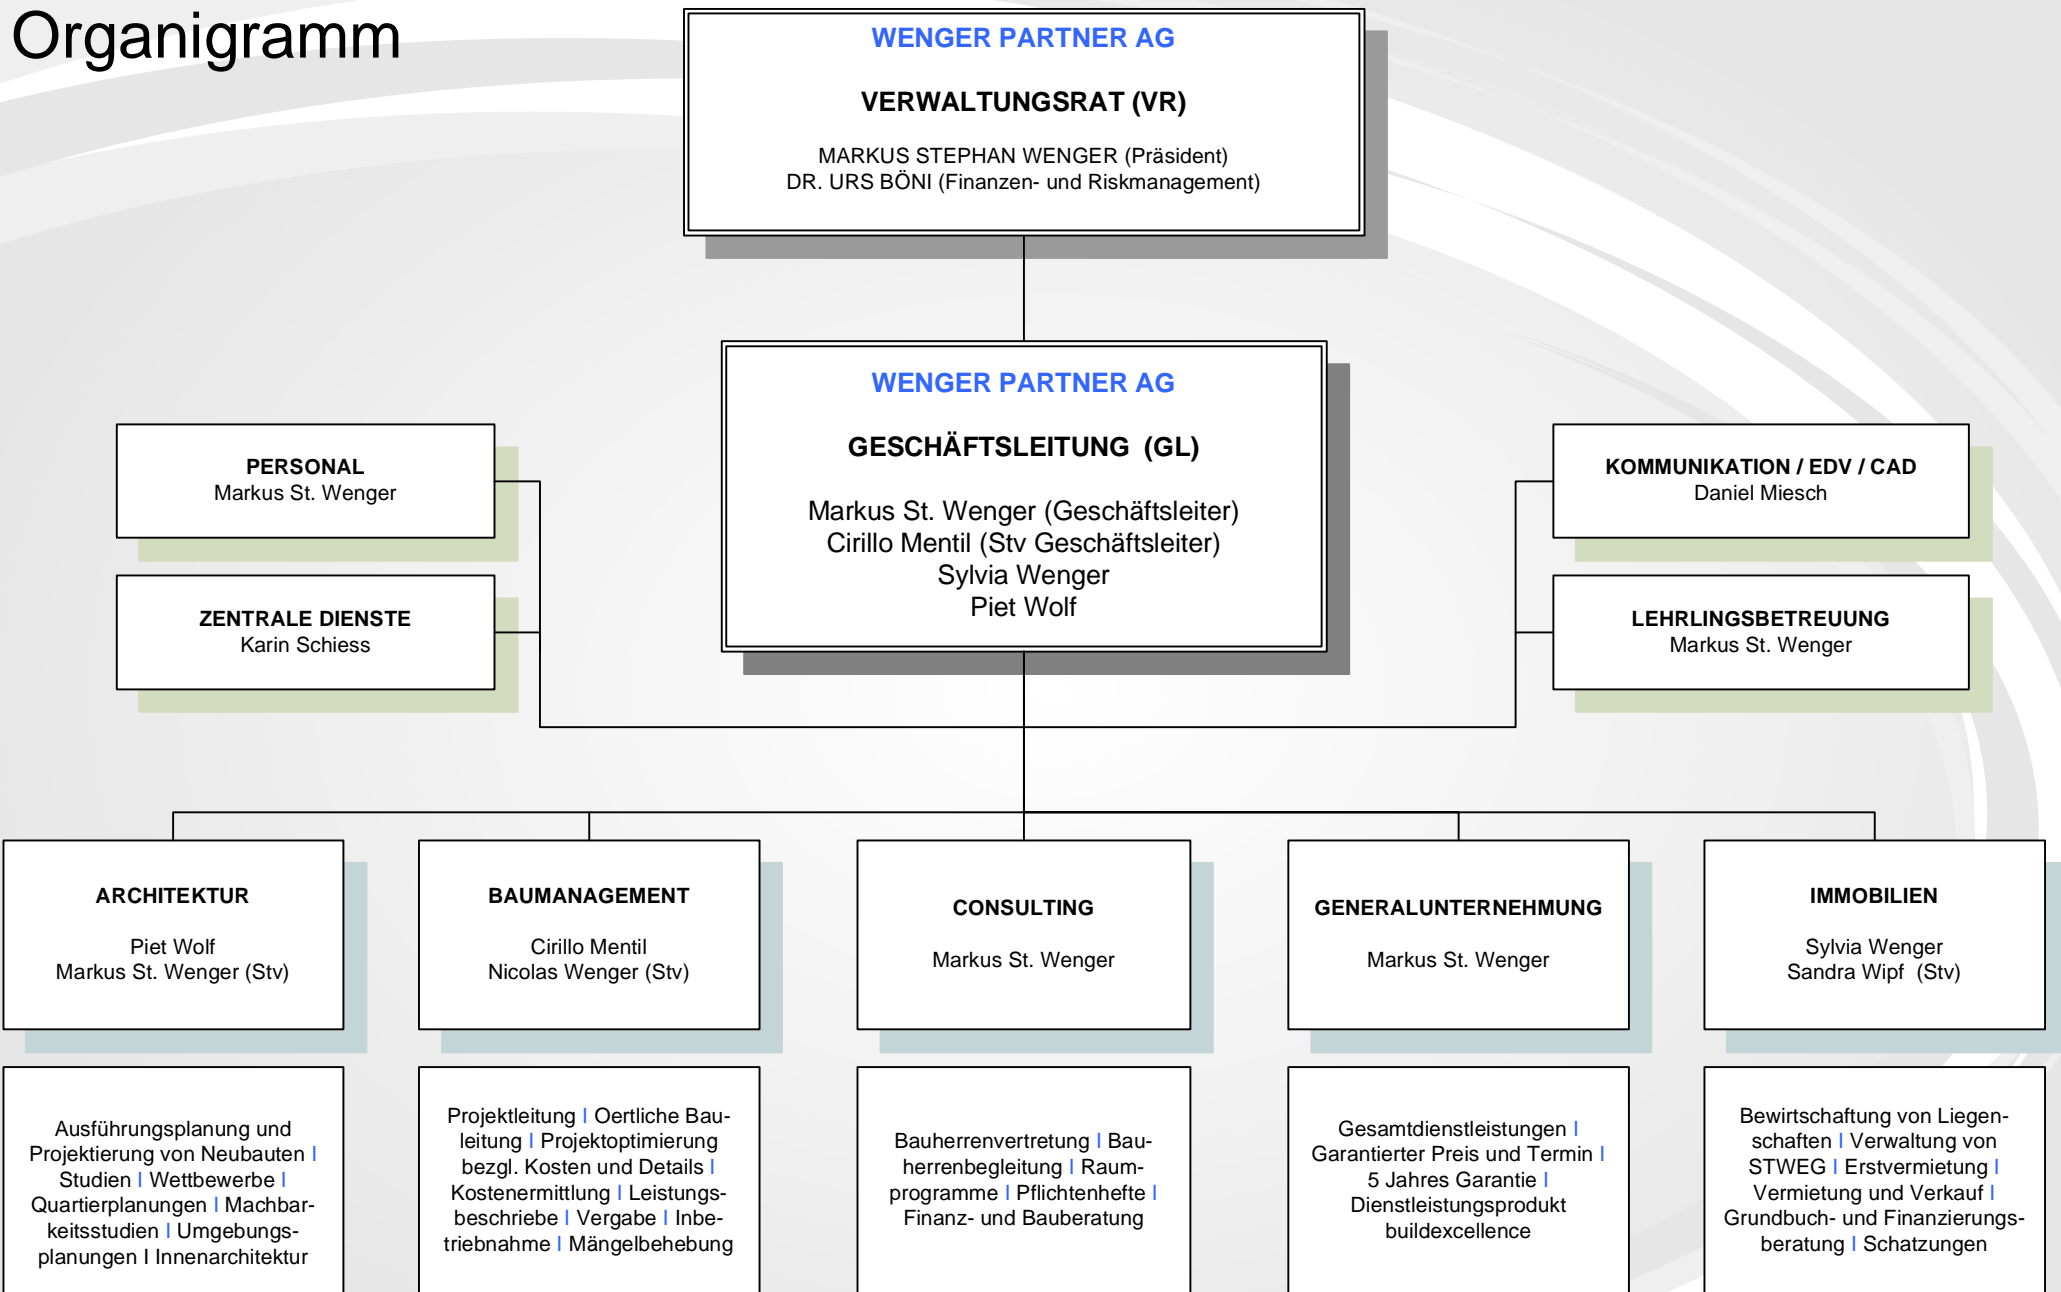 Organigramm
WENGER PARTNER AG
VERWALTUNGSRAT (VR)
MARKUS STEPHAN WENGER (Präsident)
DR. URS BÖNI (Finanzen- und Riskmanagement)
WENGER PARTNER AG
GESCHÄFTSLEITUNG (GL)
Markus St. Wenger (Geschäftsleiter)
Cirillo Mentil (Stv Geschäftsleiter)
Sylvia Wenger
Piet Wolf
PERSONAL
Markus St. Wenger
ZENTRALE DIENSTE
Karin Schiess
KOMMUNIKATION / EDV / CAD
Daniel Miesch
LEHRLINGSBETREUUNG
Markus St. Wenger
ARCHITEKTUR
Piet Wolf
Markus St. Wenger (Stv)
BAUMANAGEMENT
Cirillo Mentil
Nicolas Wenger (Stv)
CONSULTING
Markus St. Wenger
GENERALUNTERNEHMUNG
Markus St. Wenger
IMMOBILIEN
Sylvia Wenger
Sandra Wipf (Stv)
Ausführungsplanung und
Projektierung von Neubauten I
Studien I Wettbewerbe I
Quartierplanungen I Machbar-
keitsstudien I Umgebungs-
planungen I Innenarchitektur
Projektleitung I Oertliche Bau-
leitung I Projektoptimierung
bezgl. Kosten und Details I
Kostenermittlung I Leistungs-
beschriebe I Vergabe I Inbe-
triebnahme I Mängelbehebung
Bauherrenvertretung I Bau-
herrenbegleitung I Raum-
programme I Pflichtenhefte I
Finanz- und Bauberatung
Gesamtdienstleistungen I
Garantierter Preis und Termin I
5 Jahres Garantie I
Dienstleistungsprodukt
buildexcellence
Bewirtschaftung von Liegen-
schaften I Verwaltung von
STWEG I Erstvermietung I
Vermietung und Verkauf I
Grundbuch- und Finanzierungs-
beratung I Schatzungen